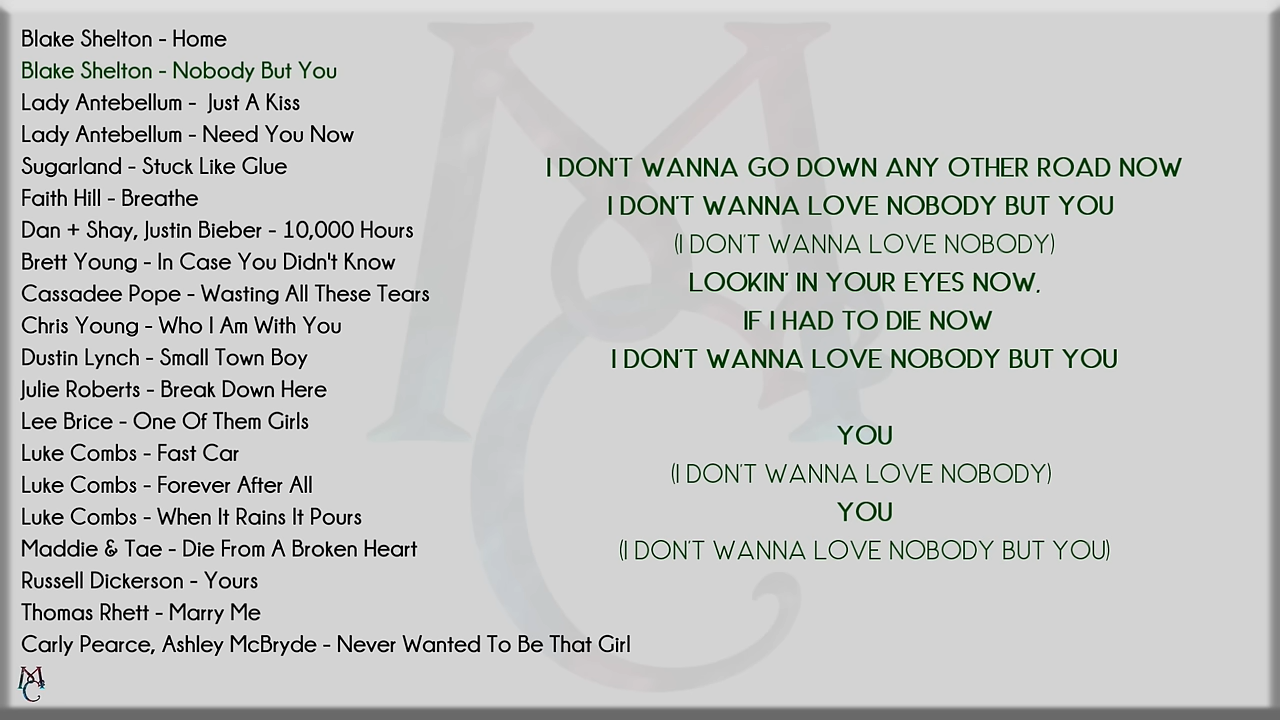 Blake Shelton - Home
Blake Shelton - Nobody But You
Lady Antebellum -  Just A Kiss
Lady Antebellum - Need You Now
Sugarland - Stuck Like Glue
Faith Hill - Breathe
Dan + Shay, Justin Bieber - 10,000 Hours
Brett Young - In Case You Didn't Know
Cassadee Pope - Wasting All These Tears
Chris Young - Who I Am With You
Dustin Lynch - Small Town Boy
Julie Roberts - Break Down Here
Lee Brice - One Of Them Girls
Luke Combs - Fast Car
Luke Combs - Forever After All
Luke Combs - When It Rains It Pours
Maddie & Tae - Die From A Broken Heart
Russell Dickerson - Yours
Thomas Rhett - Marry Me
Carly Pearce, Ashley McBryde - Never Wanted To Be That Girl
MC
I DON'T WANNA GO DOWN ANY OTHER ROAD NOW
I DON'T WANNA LOVE NOBODY BUT YOU
(I DON'T WANNA LOVE NOBODY)
LOOKIN' IN YOUR EYES NOW,
IF I HAD TO DIE NOW
I DON'T WANNA LOVE NOBODY BUT YOU
YOU
(I DON'T WANNA LOVE NOBODY)
YOU
(I DON'T WANNA LOVE NOBODY BUT YOU)